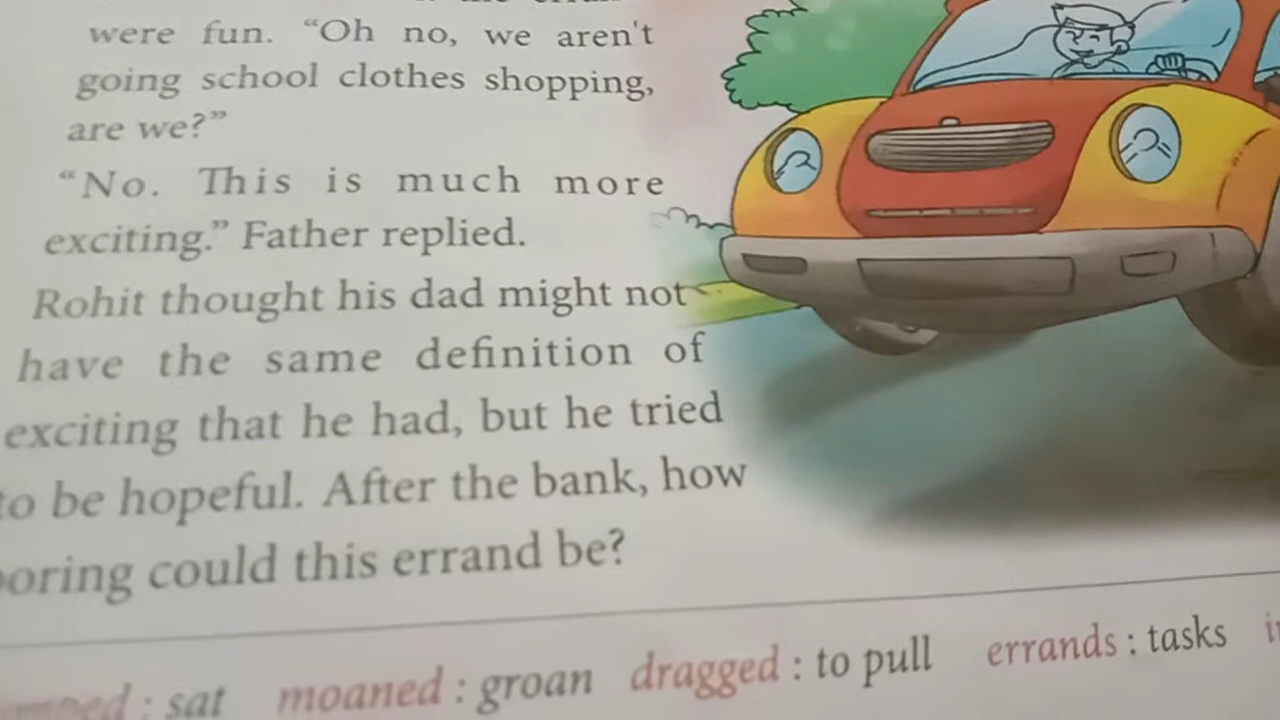 were fun. “Oh no, we aren't
going school clothes shopping,
are we?”
“No. This is much more
exciting.” Father replied.
Rohit thought his dad might not
have the same definition of
exciting that he had, but he tried
to be hopeful. After the bank, how
boring could this errand be?
: sat moaned : groan dragged : to pull errands : tasks